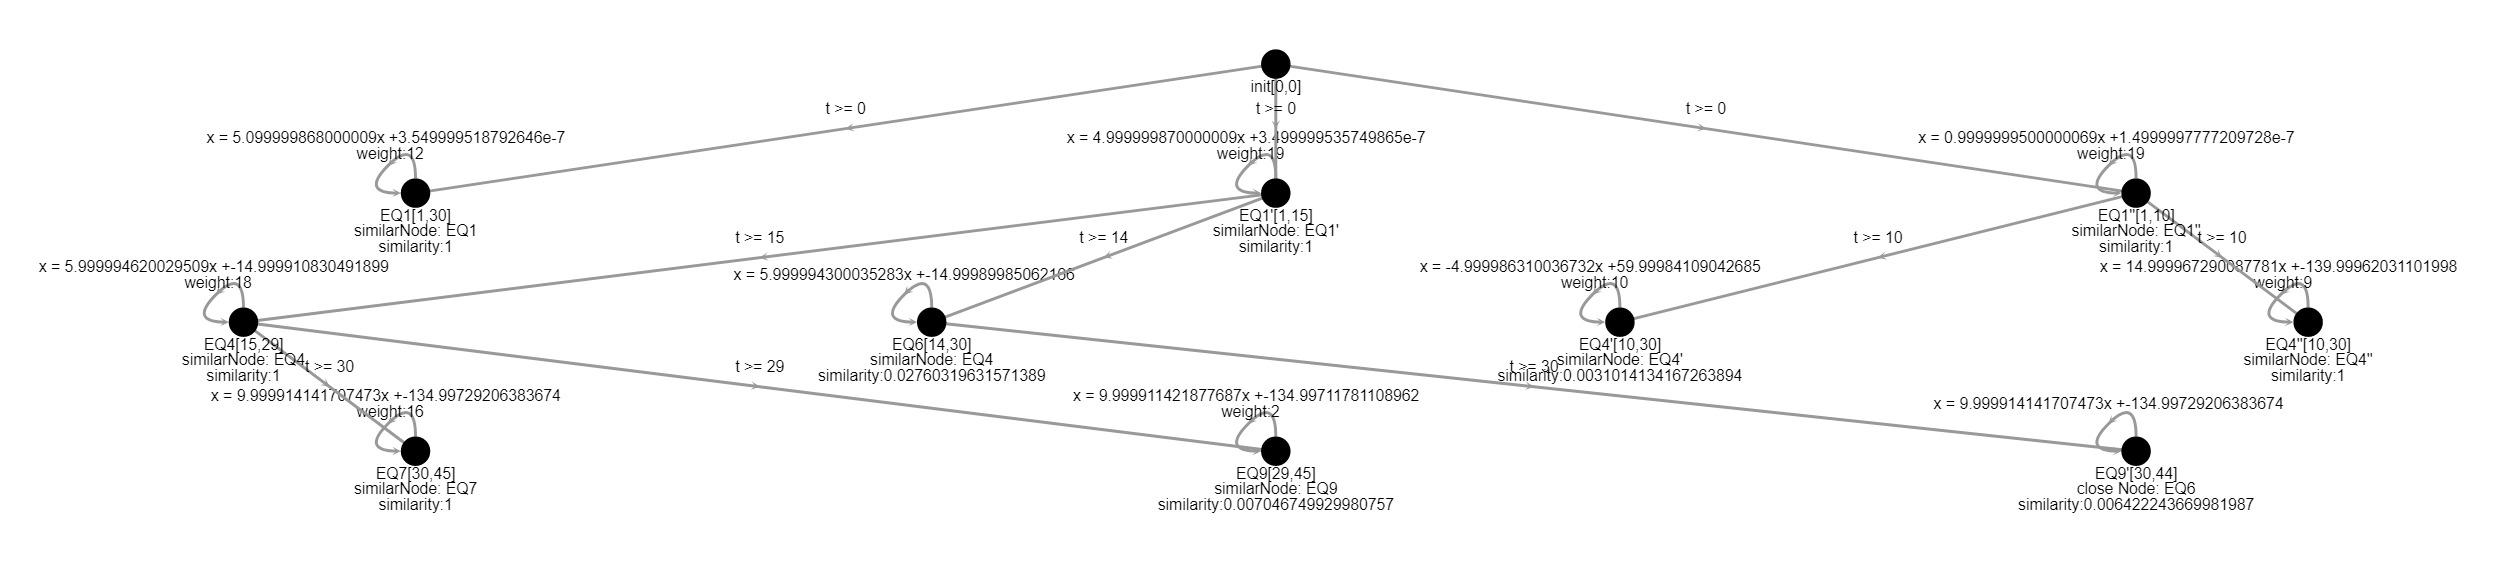 init[0,0]
t >= 0
t >= 0
t >= 0
x = 5.099999868000009x +3.549999518792646e-7
weight:12
x = 4.999999870000009x +3.499999535749865e-7
weight:19
x = 0.9999999500000069x +1.4999997777209728e-7
weight:19
EQ1[1,30]
similarNode: EQ1
similarity:1
EQ1'[1,15]
similarNode: EQ1'
similarity:1
EQ1''[1,10]
similarNode: EQ1''
similarity:1
t >= 15
t >= 14
t >= 10
t >= 10
x = 5.999994620029509x +-14.999910830491899
weight:18
x = 5.999994300035283x +-14.99989985062106
x = -4.999986310036732x +59.99984109042685
weight:10
x = 14.999967290087781x +-139.99962031101998
weight:9
EQ4[15,29]
similarNode: EQ4
similarity:1
EQ6[14,30]
similarNode: EQ4
similarity:0.02760319631571389
EQ4'[10,30]
similarNode: EQ4'
similarity:0.0031014134167263894
EQ4''[10,30]
similarNode: EQ4''
similarity:1
t >= 30
t >= 29
t >= 30
x = 9.999914141707473x +-134.99729206383674
weight:16
x = 9.999911421877687x +-134.99711781108962
weight:2
x = 9.999914141707473x +-134.99729206383674
EQ7[30,45]
similarNode: EQ7
similarity:1
EQ9[29,45]
similarNode: EQ9
similarity:0.007046749929980757
EQ9'[30,44]
close Node: EQ6
similarity:0.006422243669981987